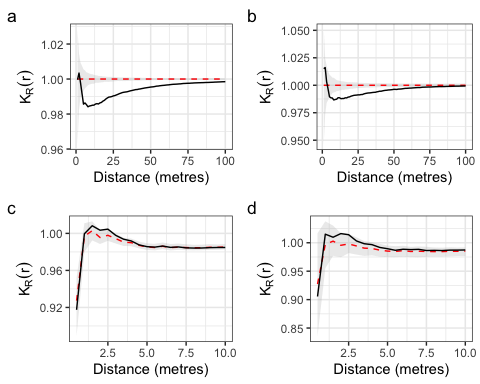 a
1.02
1.00
0.98
0.96
K_R(r)
0 25 50 75 100
Distance (metres)
b
1.050
1.025
1.000
0.975
0.950
K_R(r)
0 25 50 75 100
Distance (metres)
c
1.00
0.96
0.92
K_R(r)
2.5 5.0 7.5 10.0
Distance (metres)
d
1.00
0.95
0.90
0.85
K_R(r)
2.5 5.0 7.5 10.0
Distance (metres)